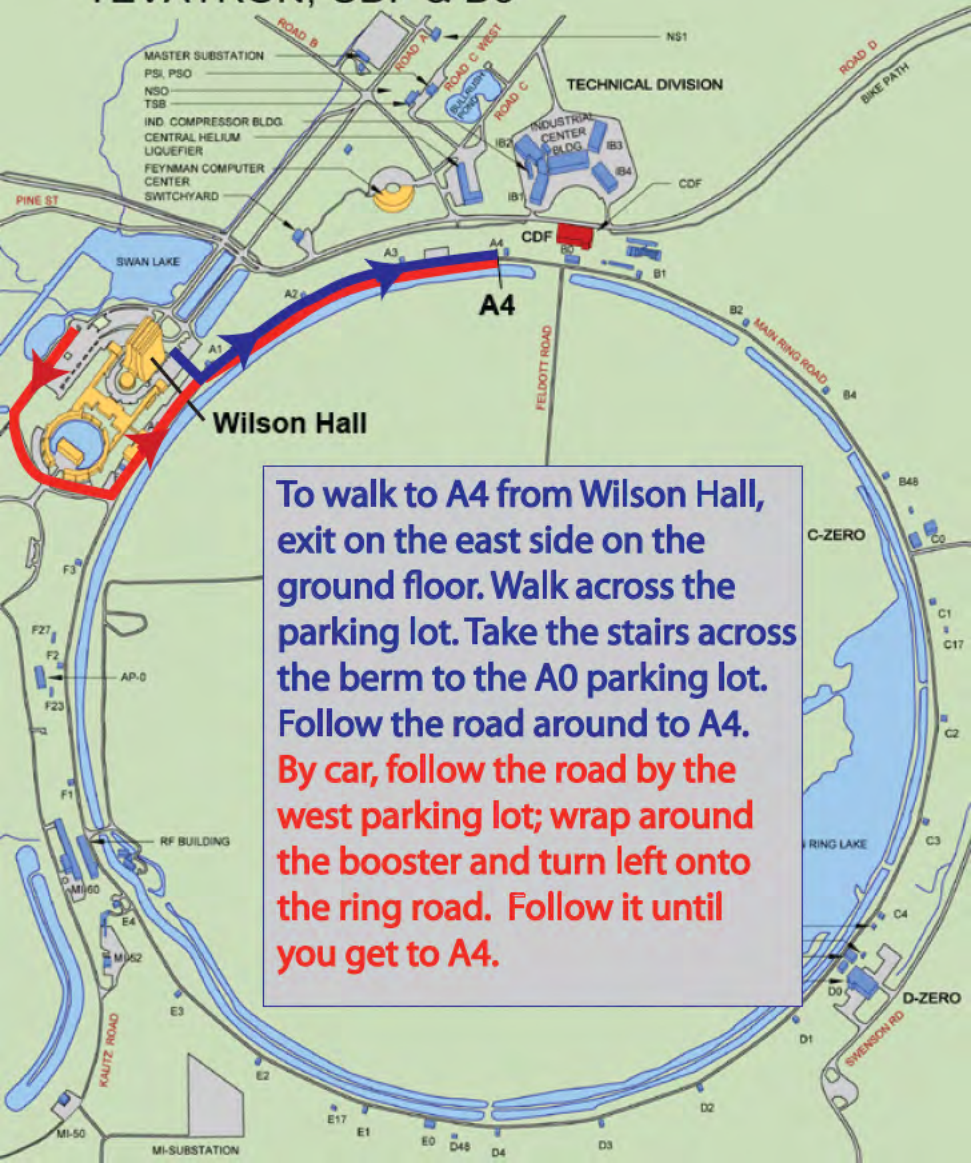 TEVATRON, CDF & D0
ROAD B
MASTER SUBSTATION
PSI, PSO
NSO
TSB
IND. COMPRESSOR BLDG.
CENTRAL HELIUM
LIQUEFIER
FEYNMAN COMPUTER
CENTER
SWITCHYARD
ROAD A
ROAD C WEST
NS1
BULLRUSH
POND
ROAD C
TECHNICAL DIVISION
ROAD D
BIKE PATH
INDUSTRIAL
CENTER
BLDG
IB2
IB3
IB4
IB1
CDF
CDF
B0
PINE ST
SWAN LAKE
A1
A2
A3
A4
A4
B1
B2
MAIN RING ROAD
B4
B48
FELDOTT ROAD
Wilson Hall
To walk to A4 from Wilson Hall,
exit on the east side on the
ground floor. Walk across the
parking lot. Take the stairs across
the berm to the A0 parking lot.
Follow the road around to A4.
By car, follow the road by the
west parking lot; wrap around
the booster and turn left onto
the ring road. Follow it until
you get to A4.
C-ZERO
C0
C1
C17
C2
C3
RING LAKE
C4
D0
D-ZERO
SWENSON RD
D1
D2
D3
D4
D48
E0
E1
E17
E2
E3
F3
F27
F2
AP-0
F23
F1
RF BUILDING
MI-60
E4
MI-52
KAUTZ ROAD
MI-50
MI-SUBSTATION